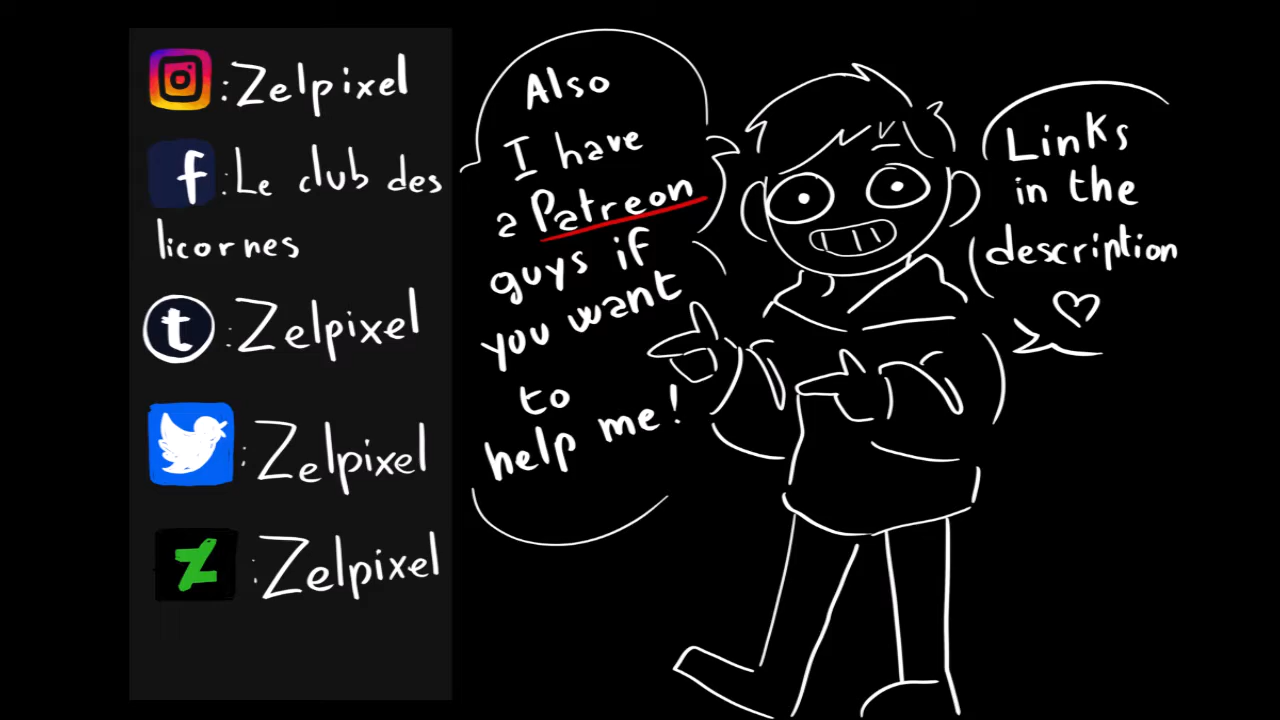 :Zelpixel
:Le club des
licornes
:Zelpixel
:Zelpixel
:Zelpixel
Also
I have
a Patreon
guys if
you want
to
help me!
Links
in the
description
♡